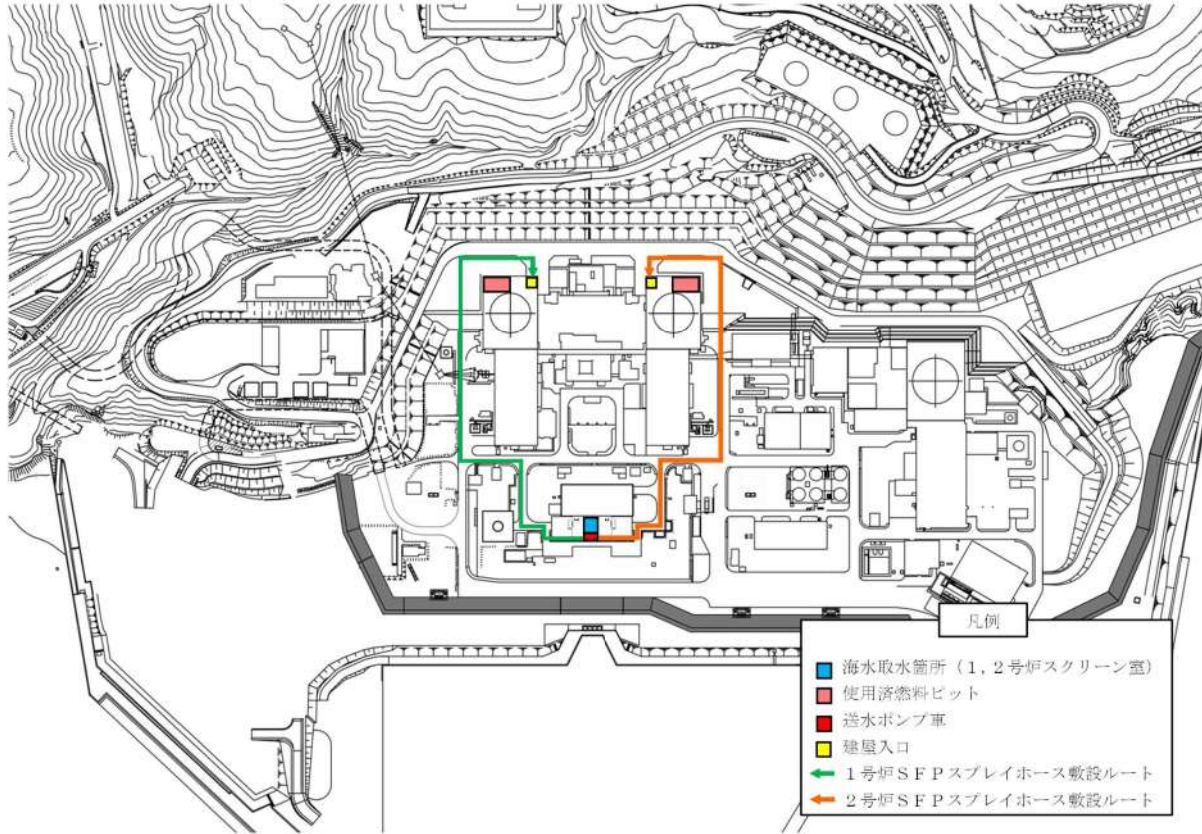 凡例
海水取水箇所（1，2号炉スクリーン室）
使用済燃料ピット
送水ポンプ車
建屋入口
1号炉SFPスプレイホース敷設ルート
2号炉SFPスプレイホース敷設ルート